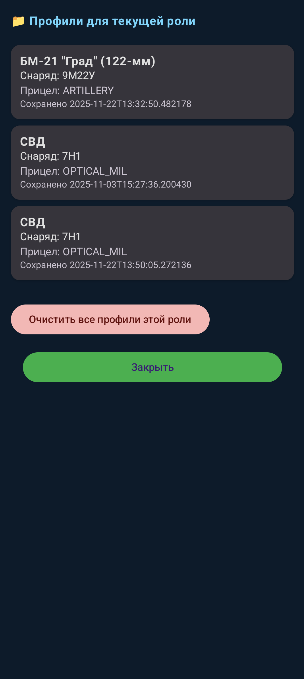 📁 Профили для текущей роли
БМ-21 "Град" (122-мм)
Снаряд: 9М22У
Прицел: ARTILLERY
Сохранено 2025-11-22T13:32:50.482178
СВД
Снаряд: 7Н1
Прицел: OPTICAL_MIL
Сохранено 2025-11-03T15:27:36.200430
СВД
Снаряд: 7Н1
Прицел: OPTICAL_MIL
Сохранено 2025-11-22T13:50:05.272136
Очистить все профили этой роли
Закрыть